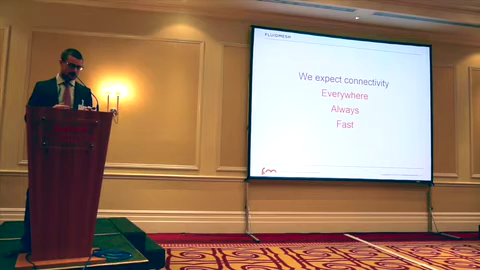 FLUIDMESH
We expect connectivity
Everywhere
Always
Fast